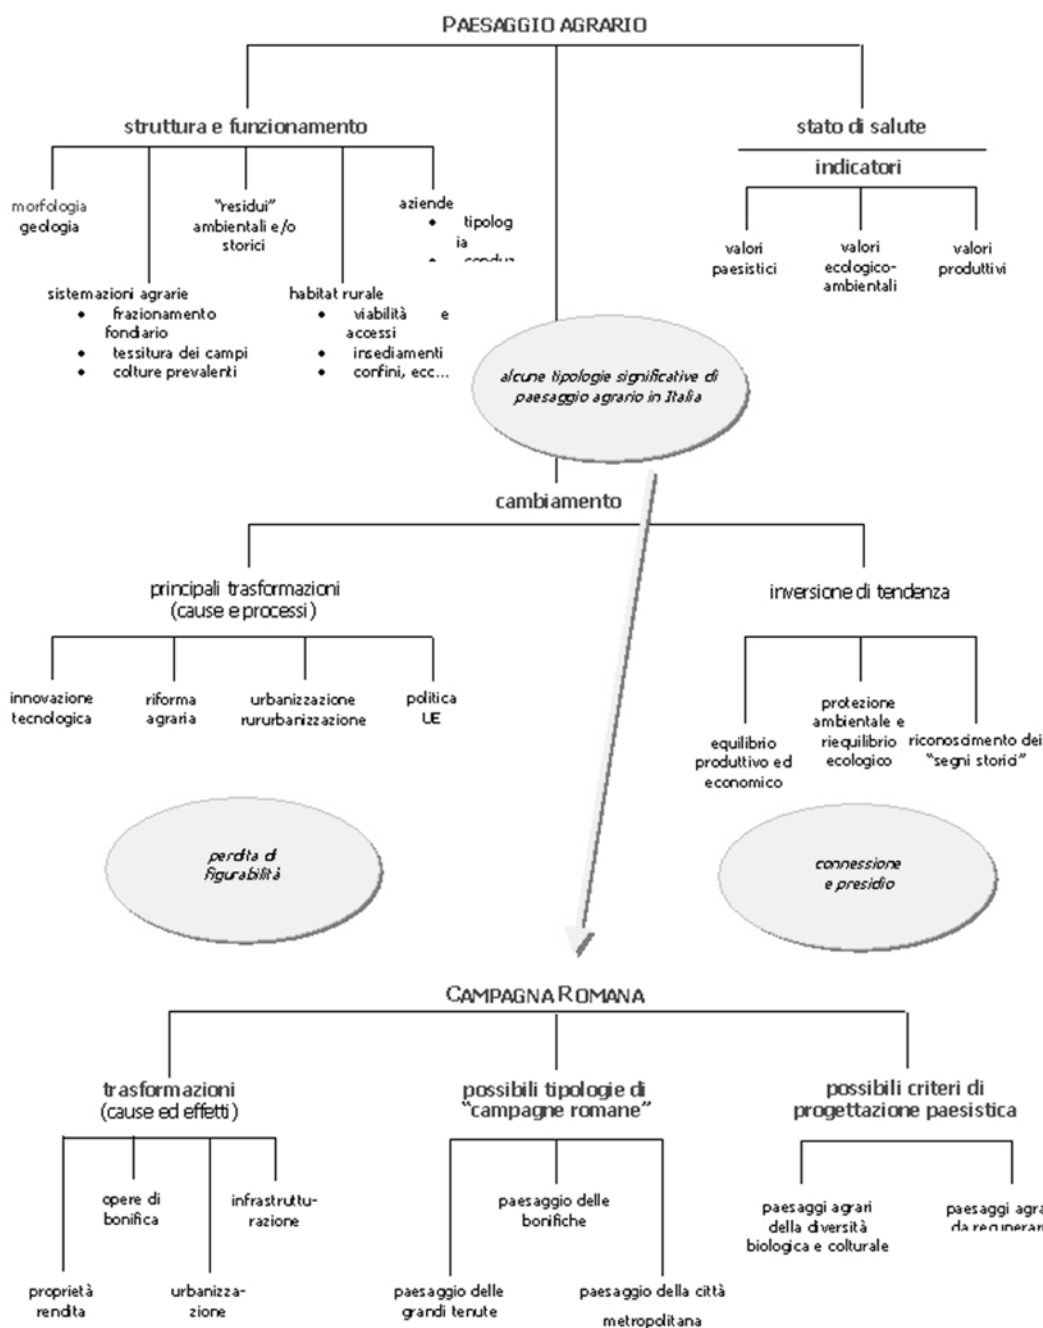 PAESAGGIO AGRARIO
struttura e funzionamento
stato di salute
indicatori
morfologia
geologia
"residui"
ambientali e/o
storici
aziende
• tipolog
ia
valori
paesistici
valori
ecologico-
ambientali
valori
produttivi
sistemazioni agrarie
• frazionamento
fondiario
• tessitura dei campi
• colture prevalenti
habitat rurale
• viabilità e
accessi
• insediamenti
• confini, ecc...
alcune tipologie significative di
paesaggio agrario in Italia
cambiamento
principali trasformazioni
(cause e processi)
inversione di tendenza
innovazione
tecnologica
riforma
agraria
urbanizzazione
rururbanizzazione
politica
UE
equilibrio
produttivo ed
economico
protezione
ambientale e
riequilibrio
ecologico
riconoscimento dei
"segni storici"
perdita di
figurabilità
connessione
e presidio
CAMPAGNA ROMANA
trasformazioni
(cause ed effetti)
possibili tipologie di
"campagne romane"
possibili criteri di
progettazione paesistica
opere di
bonifica
infrastruttu-
razione
proprietà
rendita
urbanizza-
zione
paesaggio delle
bonifiche
paesaggio delle
grandi tenute
paesaggio della città
metropolitana
paesaggi agrari
della diversità
biologica e colturale
paesaggi agra
da recuperar